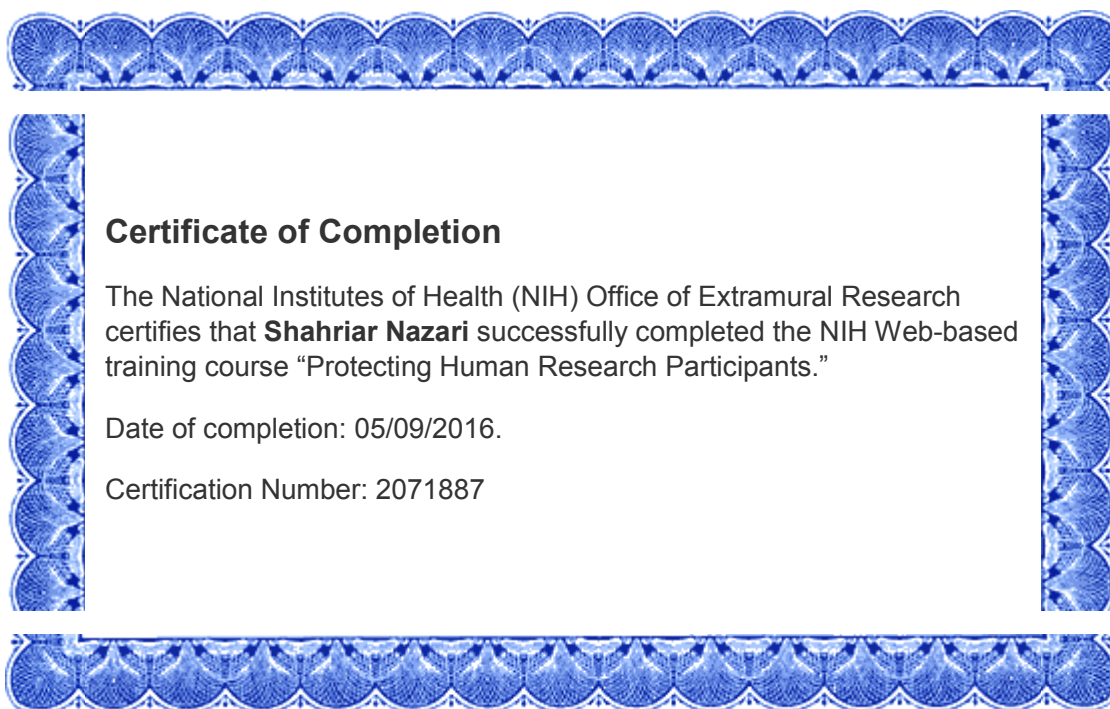 Certificate of Completion
The National Institutes of Health (NIH) Office of Extramural Research
certifies that Shahriar Nazari successfully completed the NIH Web-based
training course “Protecting Human Research Participants.”
Date of completion: 05/09/2016.
Certification Number: 2071887